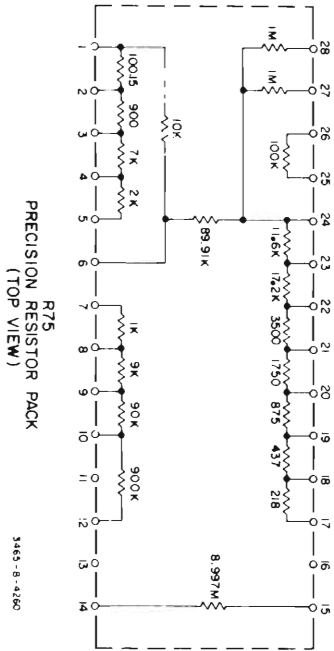 28 27 26 25 24 23 22 21 20 19 18 17 16 15
1M 1M 100K 11.6K 17.2K 3500 1750 875 437 218
89.91K 8.997M
10K
100.15 900 7K 2K 1K 9K 90K 900K
1 2 3 4 5 6 7 8 9 10 11 12 13 14
R75
PRECISION RESISTOR PACK
(TOP VIEW)
3465-B-4260